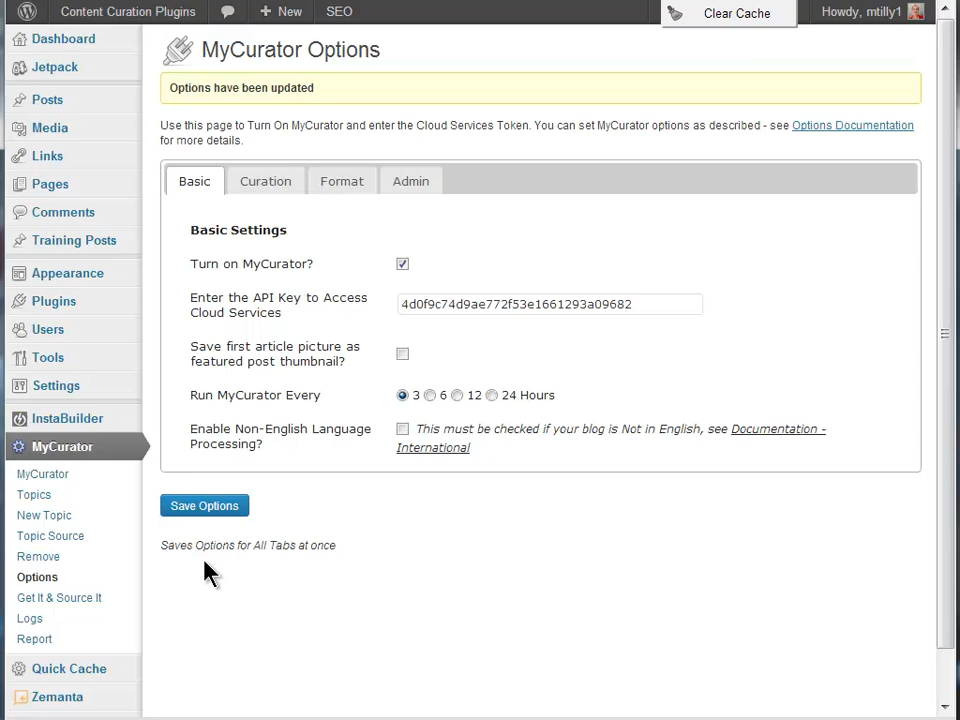 Content Curation Plugins
New
SEO
Clear Cache
Howdy, mtilly1
Dashboard
Jetpack
Posts
Media
Links
Pages
Comments
Training Posts
Appearance
Plugins
Users
Tools
Settings
InstaBuilder
MyCurator
MyCurator
Topics
New Topic
Topic Source
Remove
Options
Get It & Source It
Logs
Report
Quick Cache
Zemanta
MyCurator Options
Options have been updated
Use this page to Turn On MyCurator and enter the Cloud Services Token. You can set MyCurator options as described - see Options Documentation
for more details.
Basic
Curation
Format
Admin
Basic Settings
Turn on MyCurator?
Enter the API Key to Access
Cloud Services
4d0f9c74d9ae772f53e1661293a09682
Save first article picture as
featured post thumbnail?
Run MyCurator Every
3 6 12 24 Hours
Enable Non-English Language
Processing?
This must be checked if your blog is Not in English, see Documentation -
International
Save Options
Saves Options for All Tabs at once